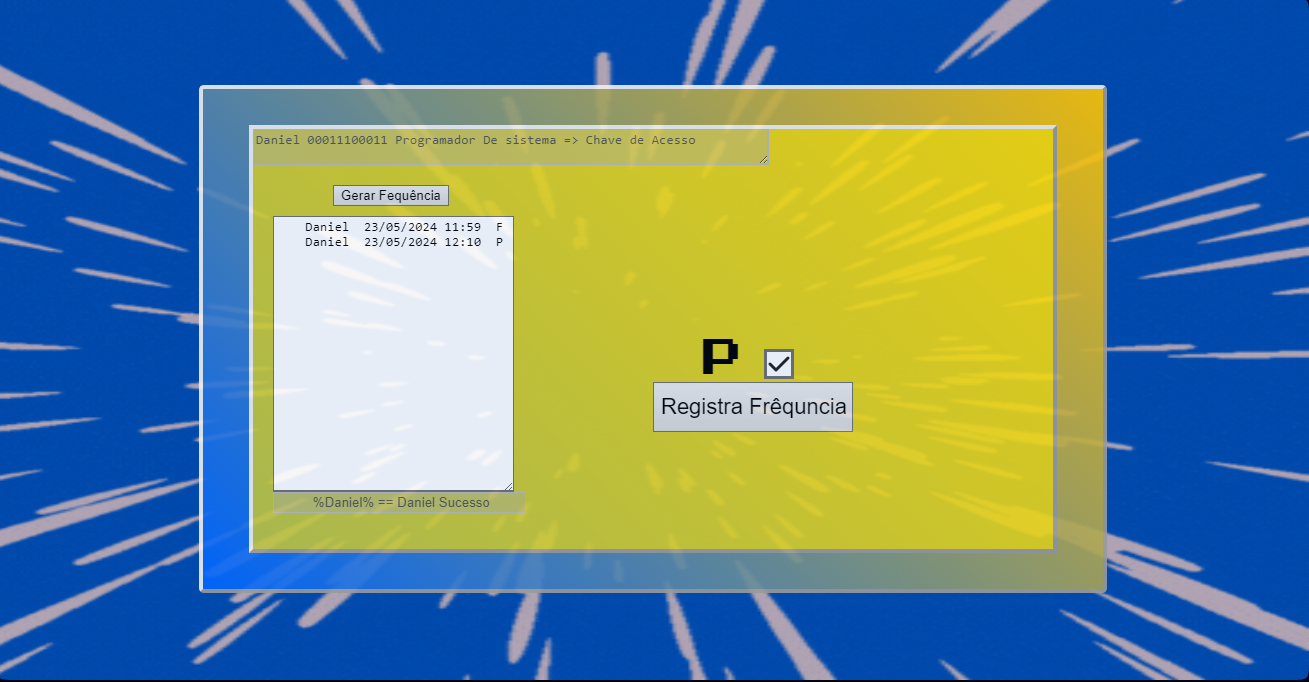 Daniel 00011100011 Programador De sistema => Chave de Acesso
Gerar Fequência
Daniel 23/05/2024 11:59 F
Daniel 23/05/2024 12:10 P
P
Registra Frêquncia
%Daniel% == Daniel Sucesso